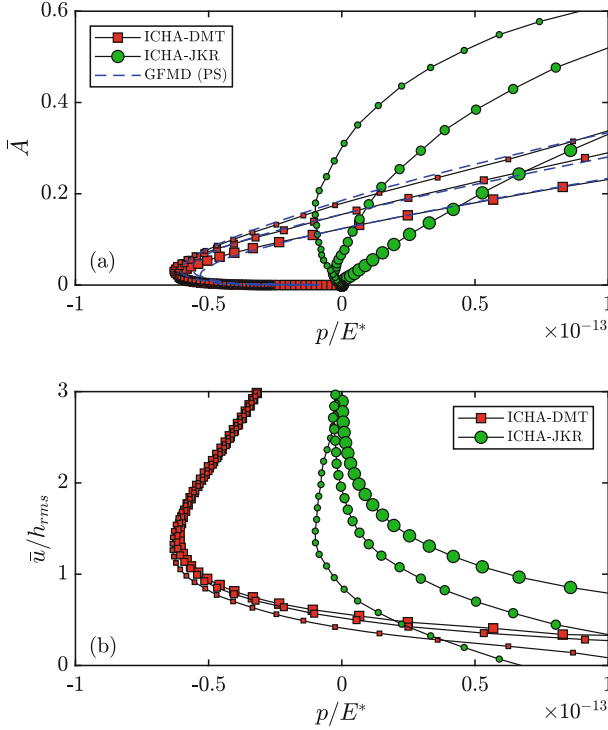 0.6
0.4
0.2
0
Ā
ICHA-DMT
ICHA-JKR
GFMD (PS)
(a)
-1
-0.5
0
0.5
1
p/E*
×10⁻¹³
3
2
1
0
ū/h_rms
ICHA-DMT
ICHA-JKR
(b)
-1
-0.5
0
0.5
1
p/E*
×10⁻¹³